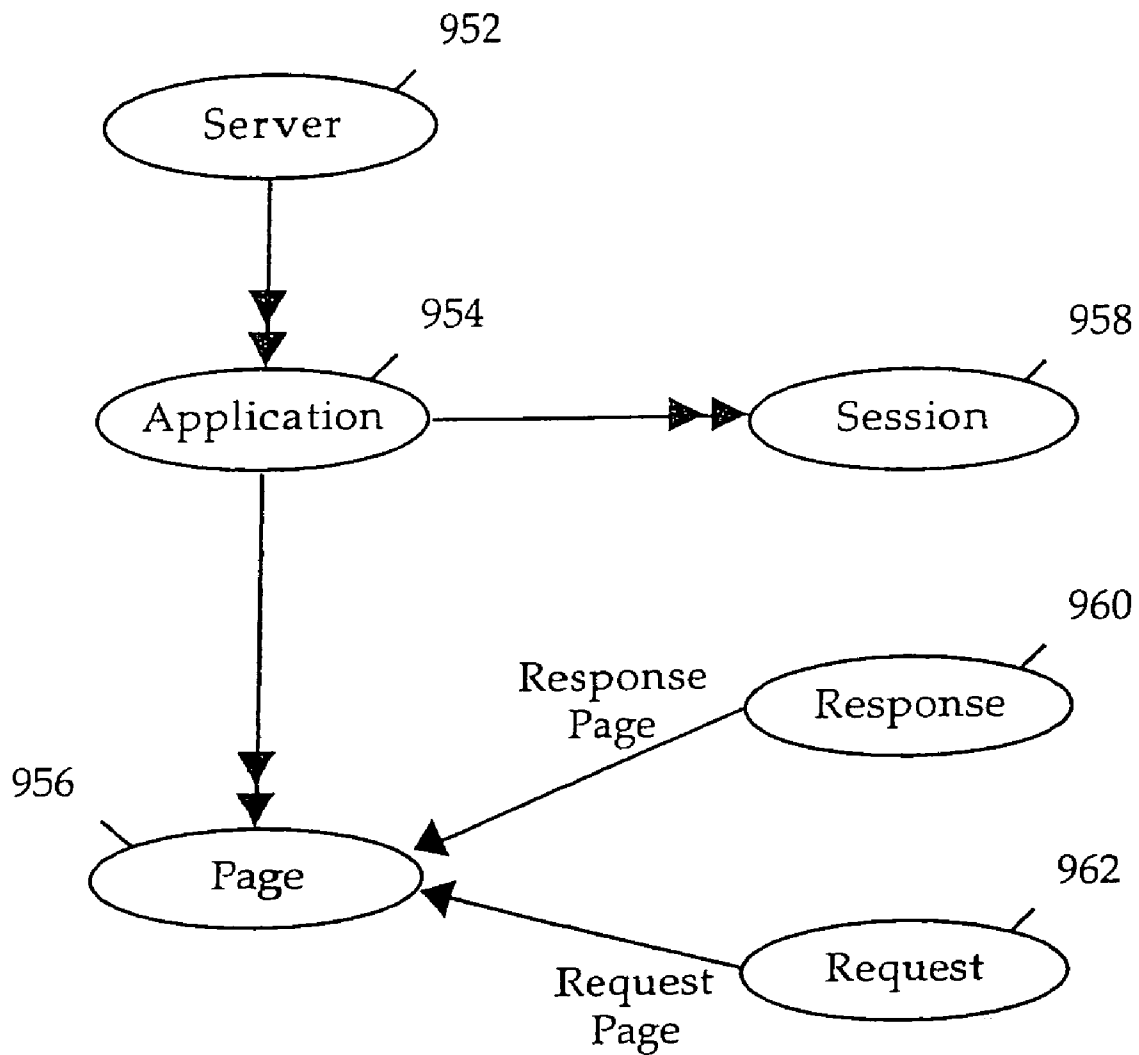 952
Server
954
958
Application
Session
960
Response
Page
Response
956
Page
962
Request
Request
Page